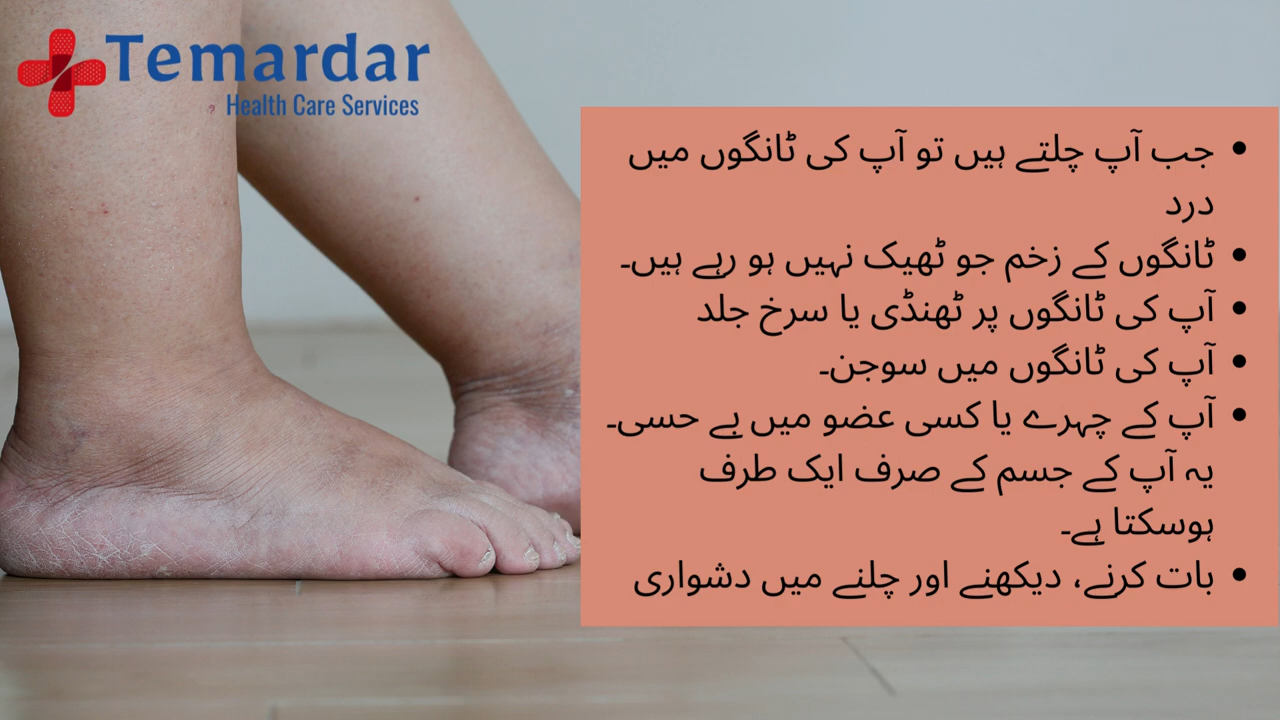 Temardar
Health Care Services
• جب آپ چلتے ہیں تو آپ کی ٹانگوں میں
درد
• ٹانگوں کے زخم جو ٹھیک نہیں ہو رہے ہیں۔
• آپ کی ٹانگوں پر ٹھنڈی یا سرخ جلد
• آپ کی ٹانگوں میں سوجن۔
• آپ کے چہرے یا کسی عضو میں بے حسی۔
یہ آپ کے جسم کے صرف ایک طرف
ہوسکتا ہے۔
• بات کرنے، دیکھنے اور چلنے میں دشواری